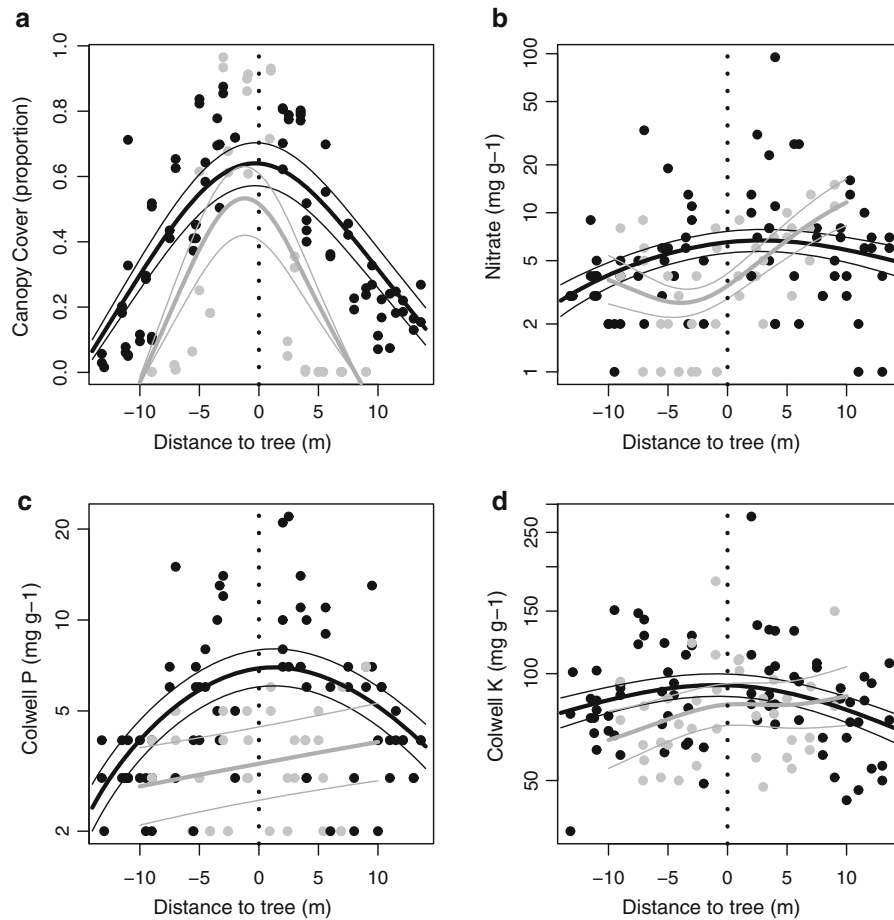 a
Canopy Cover (proportion)
1.0
0.8
0.6
0.4
0.2
0.0
−10 −5 0 5 10
Distance to tree (m)
b
Nitrate (mg g-1)
100
50
20
10
5
2
1
−10 −5 0 5 10
Distance to tree (m)
c
Colwell P (mg g-1)
20
10
5
2
−10 −5 0 5 10
Distance to tree (m)
d
Colwell K (mg g-1)
250
150
100
50
−10 −5 0 5 10
Distance to tree (m)